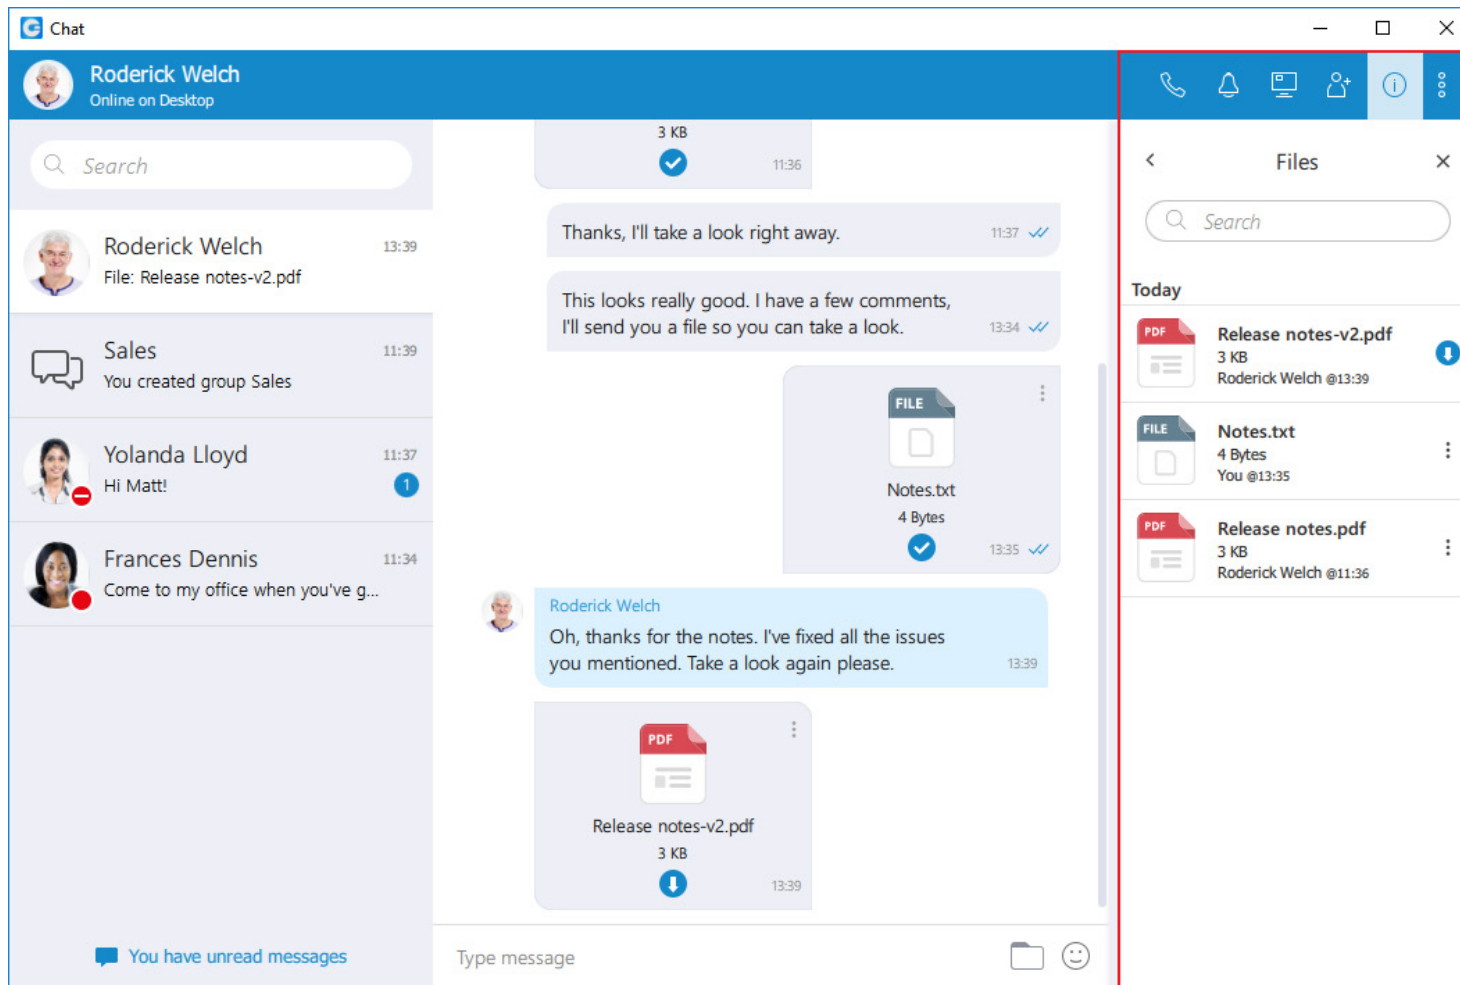 Chat
Roderick Welch
Online on Desktop
Search
Roderick Welch 13:39
File: Release notes-v2.pdf
Sales 11:39
You created group Sales
Yolanda Lloyd 11:37
Hi Matt! 1
Frances Dennis 11:34
Come to my office when you've g...
You have unread messages
3 KB
11:36
Thanks, I'll take a look right away. 11:37
This looks really good. I have a few comments,
I'll send you a file so you can take a look. 13:34
FILE
Notes.txt
4 Bytes
13:35
Roderick Welch
Oh, thanks for the notes. I've fixed all the issues
you mentioned. Take a look again please. 13:39
PDF
Release notes-v2.pdf
3 KB
13:39
Type message
Files
Search
Today
PDF
Release notes-v2.pdf
3 KB
Roderick Welch @13:39
FILE
Notes.txt
4 Bytes
You @13:35
PDF
Release notes.pdf
3 KB
Roderick Welch @11:36